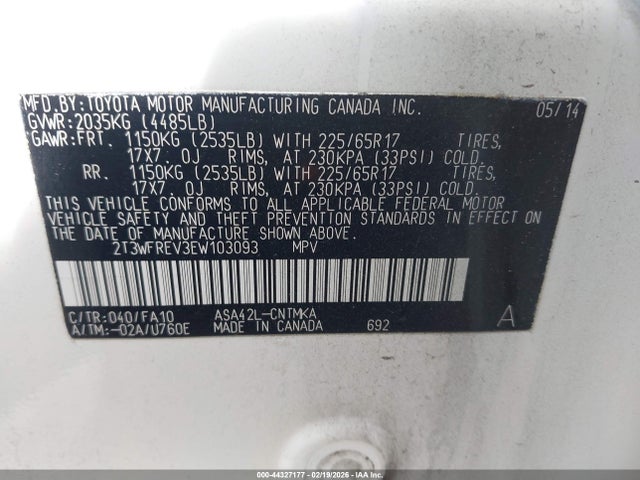 MFD.BY:TOYOTA MOTOR MANUFACTURING CANADA INC. 05/14
GVWR:2035KG (4485LB)
GAWR:FRT. 1150KG (2535LB) WITH 225/65R17 TIRES,
17X7.0J RIMS, AT 230KPA (33PSI) COLD.
RR. 1150KG (2535LB) WITH 225/65R17 TIRES,
17X7.0J RIMS, AT 230KPA (33PSI) COLD.
THIS VEHICLE CONFORMS TO ALL APPLICABLE FEDERAL MOTOR
VEHICLE SAFETY AND THEFT PREVENTION STANDARDS IN EFFECT ON
THE DATE OF MANUFACTURE SHOWN ABOVE.
2T3WFREV3EW103093 MPV
C/TR:040/FA10 ASA42L-CNTMKA
A/TM:-02A/U760E MADE IN CANADA 692 A
000-44327177 - 02/19/2026 - IAAI/CA